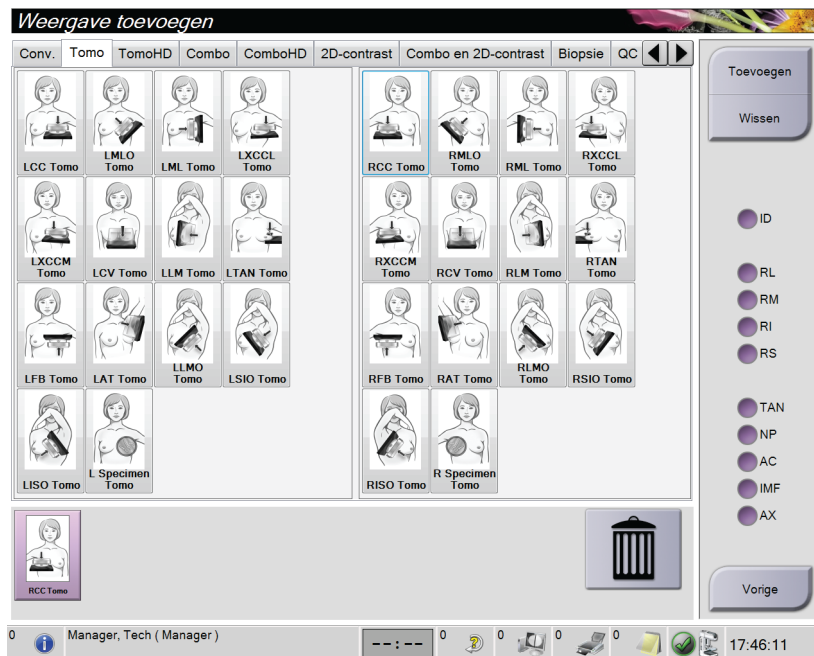 Weergave toevoegen
Conv. Tomo TomoHD Combo ComboHD 2D-contrast Combo en 2D-contrast Biopsie QC
LCC Tomo
LMLO
Tomo
LML Tomo
LXCCL
Tomo
RCC Tomo
RMLO
Tomo
RML Tomo
RXCCL
Tomo
LXCCM
Tomo
LCV Tomo
LLM Tomo
LTAN Tomo
RXCCM
Tomo
RCV Tomo
RLM Tomo
RTAN
Tomo
LFB Tomo
LAT Tomo
LLMO
Tomo
LSIO Tomo
RFB Tomo
RAT Tomo
RLMO
Tomo
RSIO Tomo
LISO Tomo
L Specimen
Tomo
RISO Tomo
R Specimen
Tomo
Toevoegen
Wissen
ID
RL
RM
RI
RS
TAN
NP
AC
IMF
AX
Vorige
RCC Tomo
0 Manager, Tech ( Manager ) --:-- 0 0 0 0 17:46:11